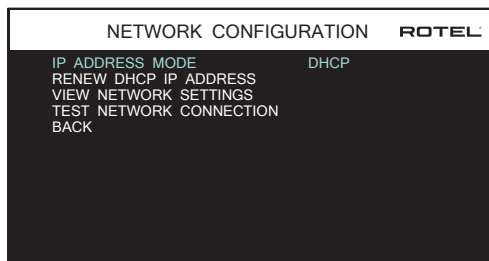 NETWORK CONFIGURATION ROTEL
IP ADDRESS MODE DHCP
RENEW DHCP IP ADDRESS
VIEW NETWORK SETTINGS
TEST NETWORK CONNECTION
BACK